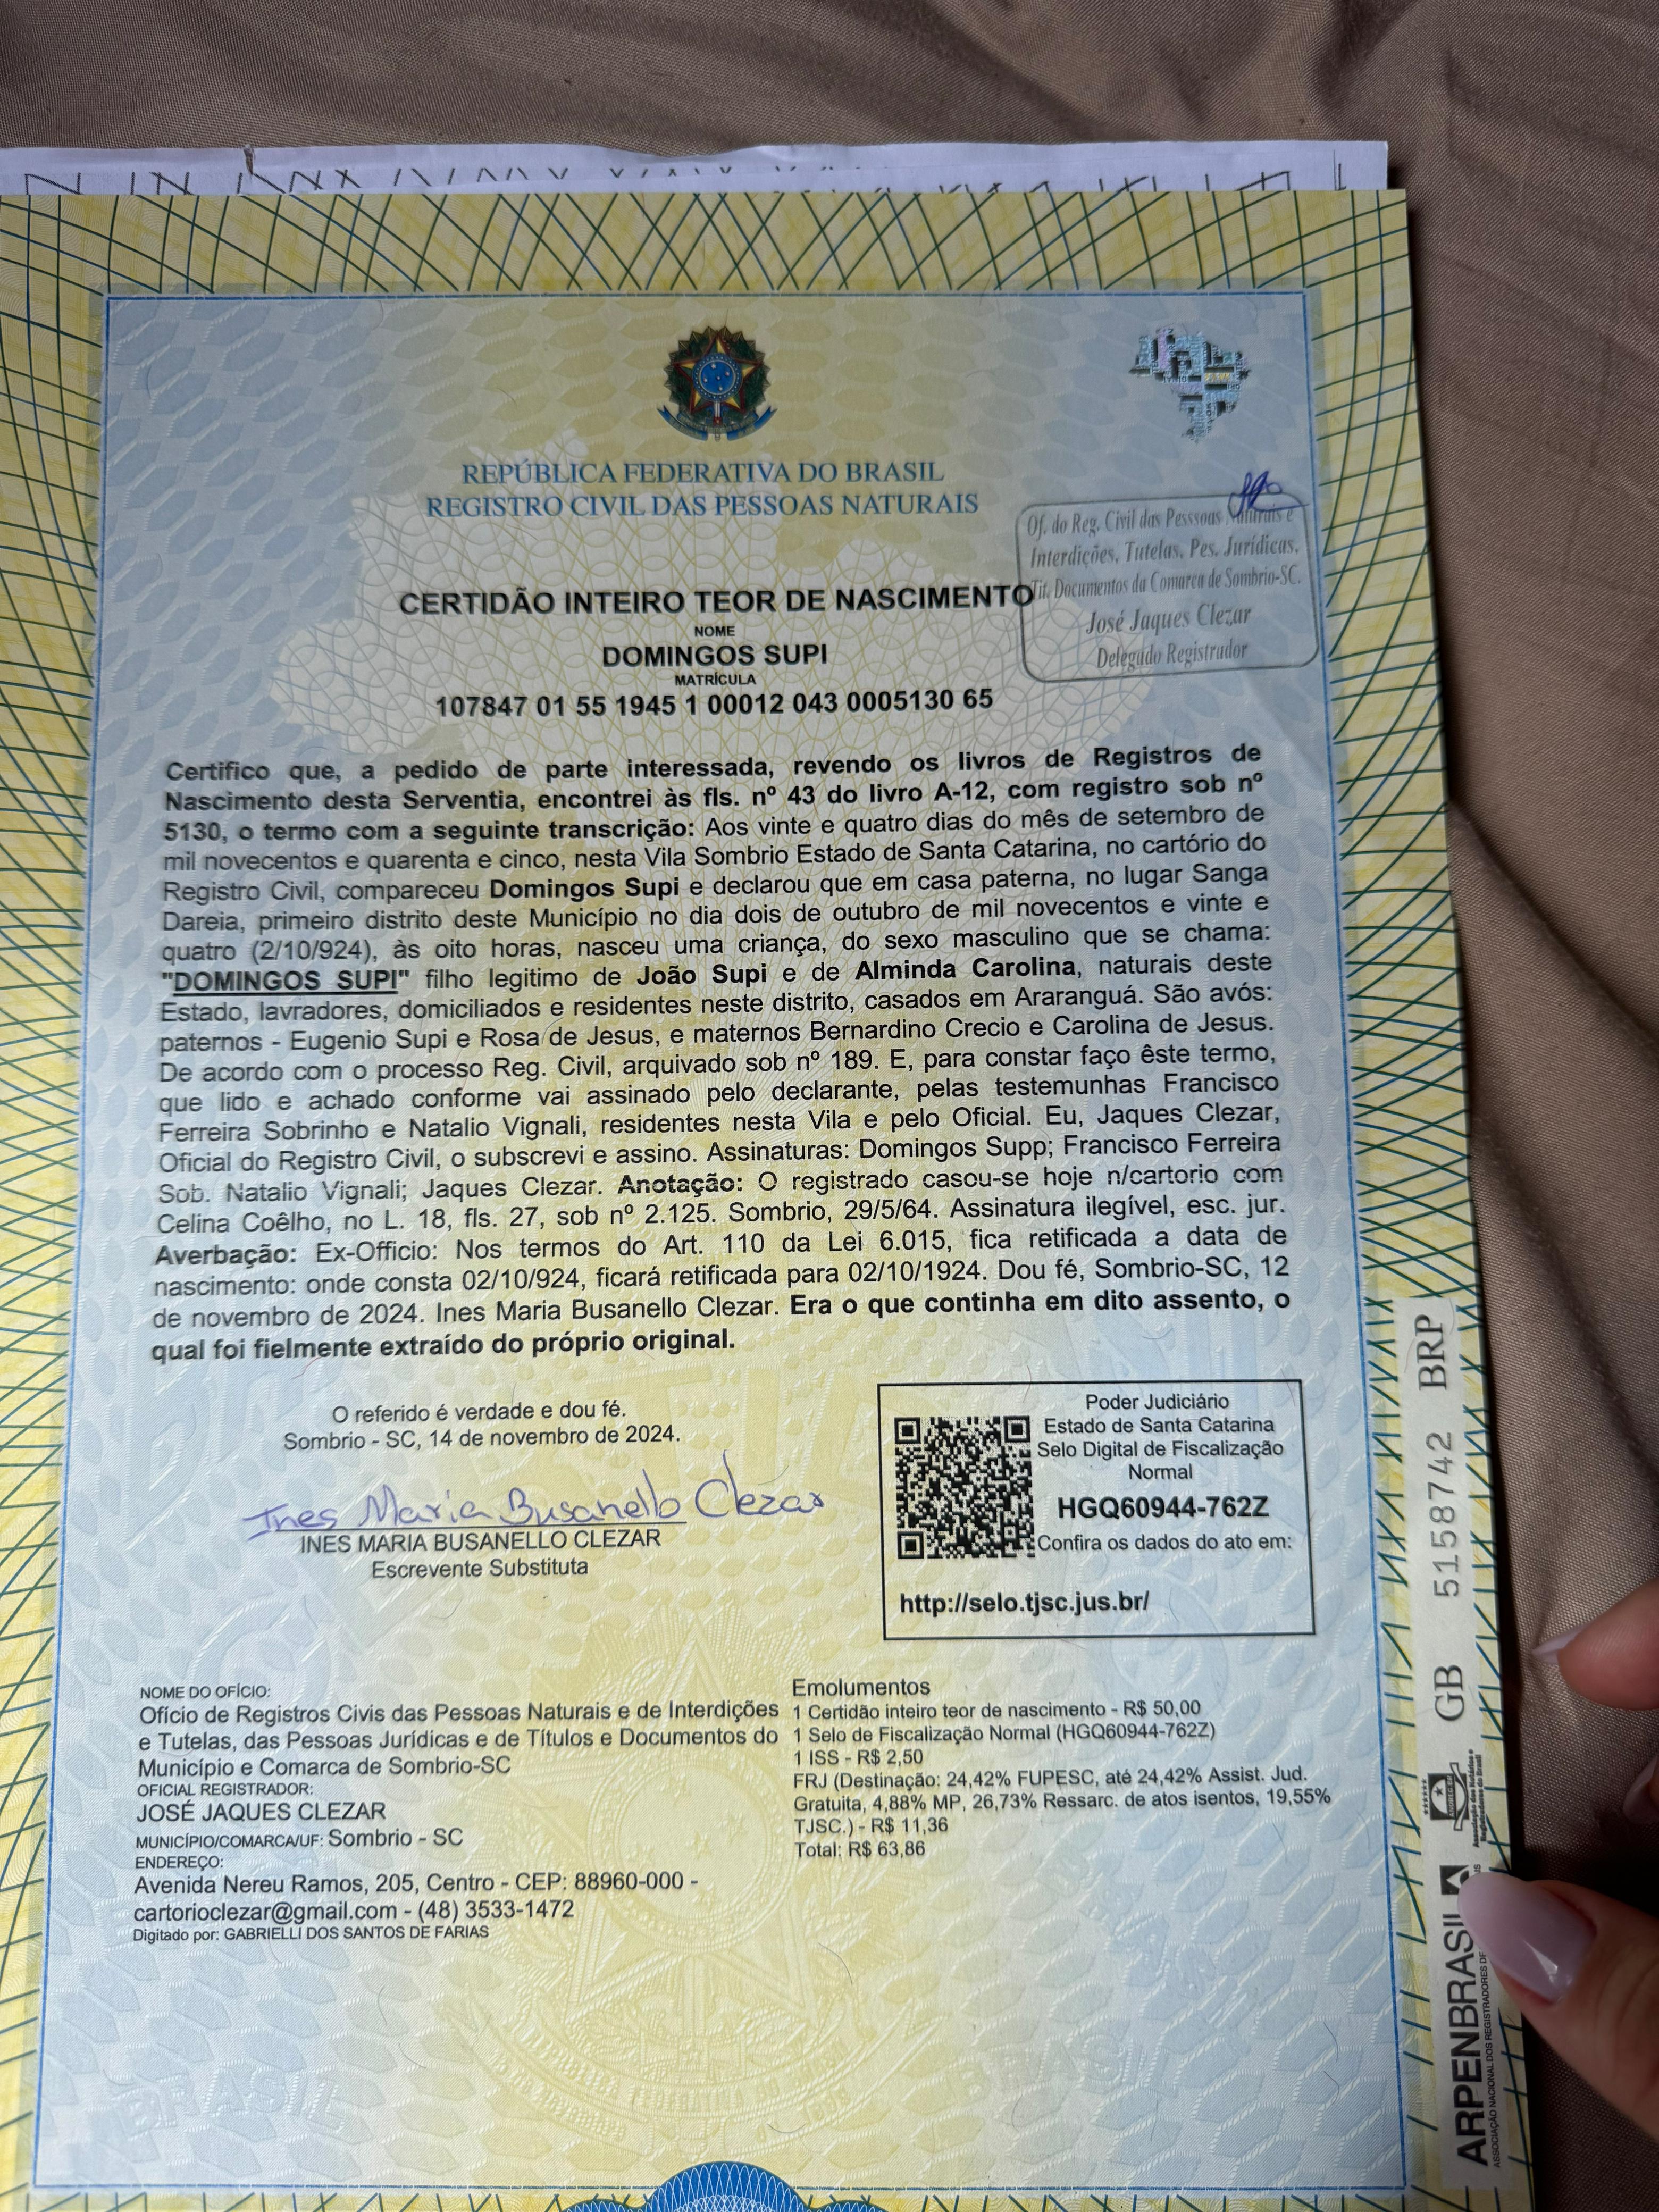 REPÚBLICA FEDERATIVA DO BRASIL
REGISTRO CIVIL DAS PESSOAS NATURAIS
Of. do Reg. Civil das Pesssoas Naturais e
Interdições, Tutelas, Pes. Jurídicas,
Tit. Documentos da Comarca de Sombrio-SC.
José Jaques Clezar
Delegado Registrador
CERTIDÃO INTEIRO TEOR DE NASCIMENTO
NOME
DOMINGOS SUPI
MATRÍCULA
107847 01 55 1945 1 00012 043 0005130 65
Certifico que, a pedido de parte interessada, revendo os livros de Registros de
Nascimento desta Serventia, encontrei às fls. nº 43 do livro A-12, com registro sob nº
5130, o termo com a seguinte transcrição: Aos vinte e quatro dias do mês de setembro de
mil novecentos e quarenta e cinco, nesta Vila Sombrio Estado de Santa Catarina, no cartório do
Registro Civil, compareceu Domingos Supi e declarou que em casa paterna, no lugar Sanga
Dareia, primeiro distrito deste Município no dia dois de outubro de mil novecentos e vinte e
quatro (2/10/924), às oito horas, nasceu uma criança, do sexo masculino que se chama:
"DOMINGOS SUPI" filho legitimo de João Supi e de Alminda Carolina, naturais deste
Estado, lavradores, domiciliados e residentes neste distrito, casados em Araranguá. São avós:
paternos - Eugenio Supi e Rosa de Jesus, e maternos Bernardino Crecio e Carolina de Jesus.
De acordo com o processo Reg. Civil, arquivado sob nº 189. E, para constar faço êste termo,
que lido e achado conforme vai assinado pelo declarante, pelas testemunhas Francisco
Ferreira Sobrinho e Natalio Vignali, residentes nesta Vila e pelo Oficial. Eu, Jaques Clezar,
Oficial do Registro Civil, o subscrevi e assino. Assinaturas: Domingos Supp; Francisco Ferreira
Sob. Natalio Vignali; Jaques Clezar. Anotação: O registrado casou-se hoje n/cartorio com
Celina Coêlho, no L. 18, fls. 27, sob nº 2.125. Sombrio, 29/5/64. Assinatura ilegível, esc. jur.
Averbação: Ex-Officio: Nos termos do Art. 110 da Lei 6.015, fica retificada a data de
nascimento: onde consta 02/10/924, ficará retificada para 02/10/1924. Dou fé, Sombrio-SC, 12
de novembro de 2024. Ines Maria Busanello Clezar. Era o que continha em dito assento, o
qual foi fielmente extraído do próprio original.
O referido é verdade e dou fé.
Sombrio - SC, 14 de novembro de 2024.
Ines Maria Busanello Clezar
INES MARIA BUSANELLO CLEZAR
Escrevente Substituta
Poder Judiciário
Estado de Santa Catarina
Selo Digital de Fiscalização
Normal
HGQ60944-762Z
Confira os dados do ato em:
http://selo.tjsc.jus.br/
NOME DO OFÍCIO:
Ofício de Registros Civis das Pessoas Naturais e de Interdições
e Tutelas, das Pessoas Jurídicas e de Títulos e Documentos do
Município e Comarca de Sombrio-SC
OFICIAL REGISTRADOR:
JOSÉ JAQUES CLEZAR
MUNICÍPIO/COMARCA/UF: Sombrio - SC
ENDEREÇO:
Avenida Nereu Ramos, 205, Centro - CEP: 88960-000 -
cartorioclezar@gmail.com - (48) 3533-1472
Digitado por: GABRIELLI DOS SANTOS DE FARIAS
Emolumentos
1 Certidão inteiro teor de nascimento - R$ 50,00
1 Selo de Fiscalização Normal (HGQ60944-762Z)
1 ISS - R$ 2,50
FRJ (Destinação: 24,42% FUPESC, até 24,42% Assist. Jud.
Gratuita, 4,88% MP, 26,73% Ressarc. de atos isentos, 19,55%
TJSC.) - R$ 11,36
Total: R$ 63,86
GB 5158742 BRP
Associação dos Notários e
Registradores do Brasil
ARPENBRASIL
ASSOCIAÇÃO NACIONAL DOS REGISTRADORES DE
BRASIL